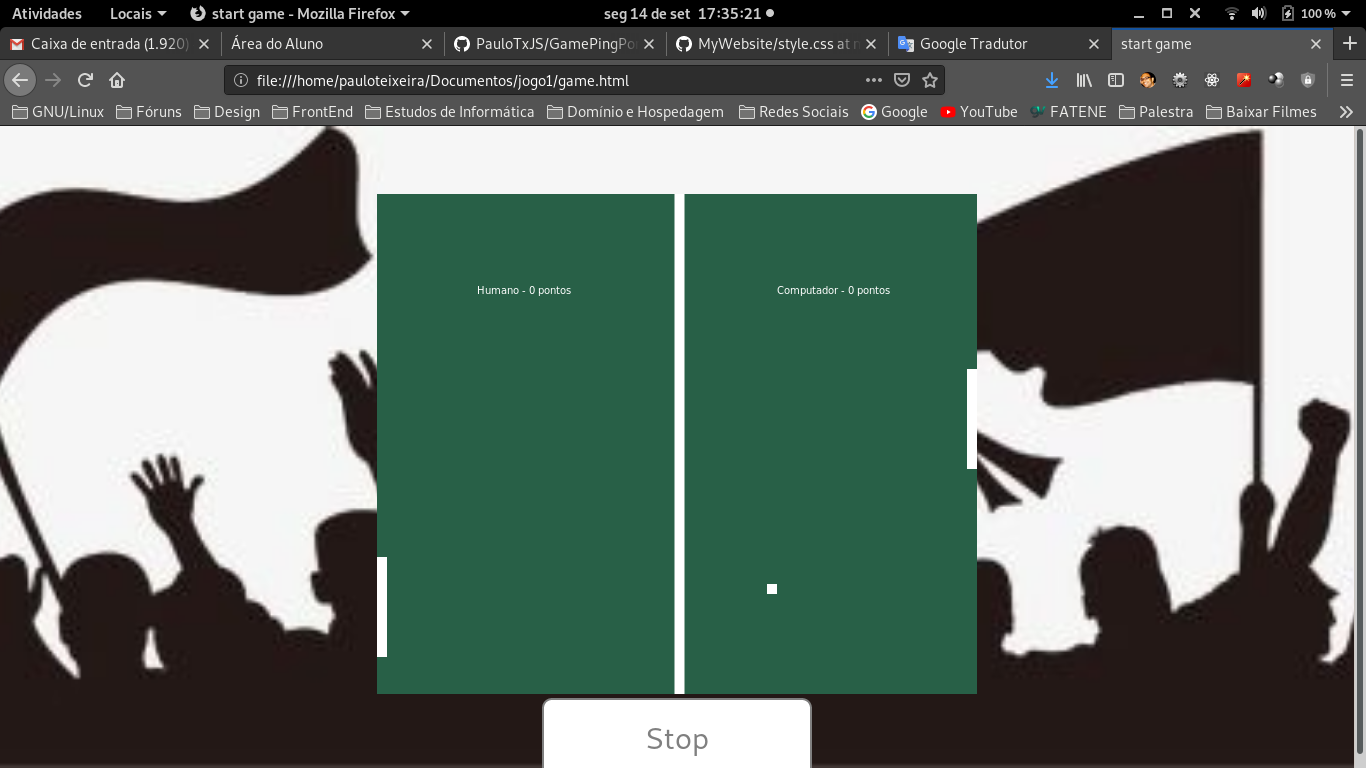 Atividades Locais start game - Mozilla Firefox seg 14 de set 17:35:21 100 %
Caixa de entrada (1.920) Área do Aluno PauloTxJS/GamePingPo MyWebsite/style.css at m Google Tradutor start game
file:///home/pauloteixeira/Documentos/jogo1/game.html
GNU/Linux Fóruns Design FrontEnd Estudos de Informática Domínio e Hospedagem Redes Sociais Google YouTube FATENE Palestra Baixar Filmes
Humano - 0 pontos Computador - 0 pontos
Stop